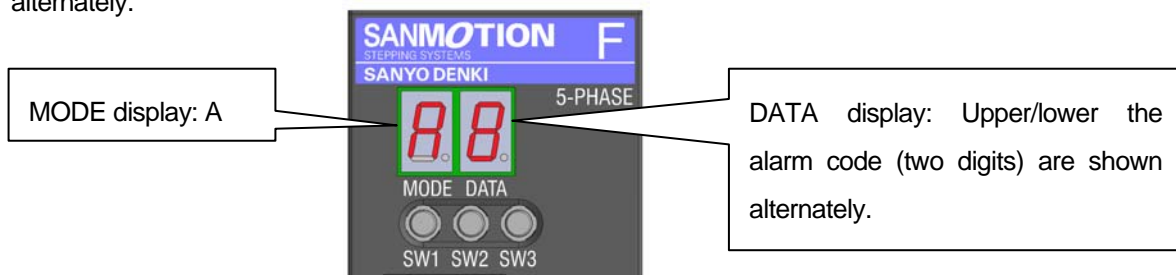 alternately.
SANMOTION F
STEPPING SYSTEMS
SANYO DENKI
5-PHASE
MODE display: A
A 8
DATA display: Upper/lower the
alarm code (two digits) are shown
alternately.
MODE DATA
SW1 SW2 SW3